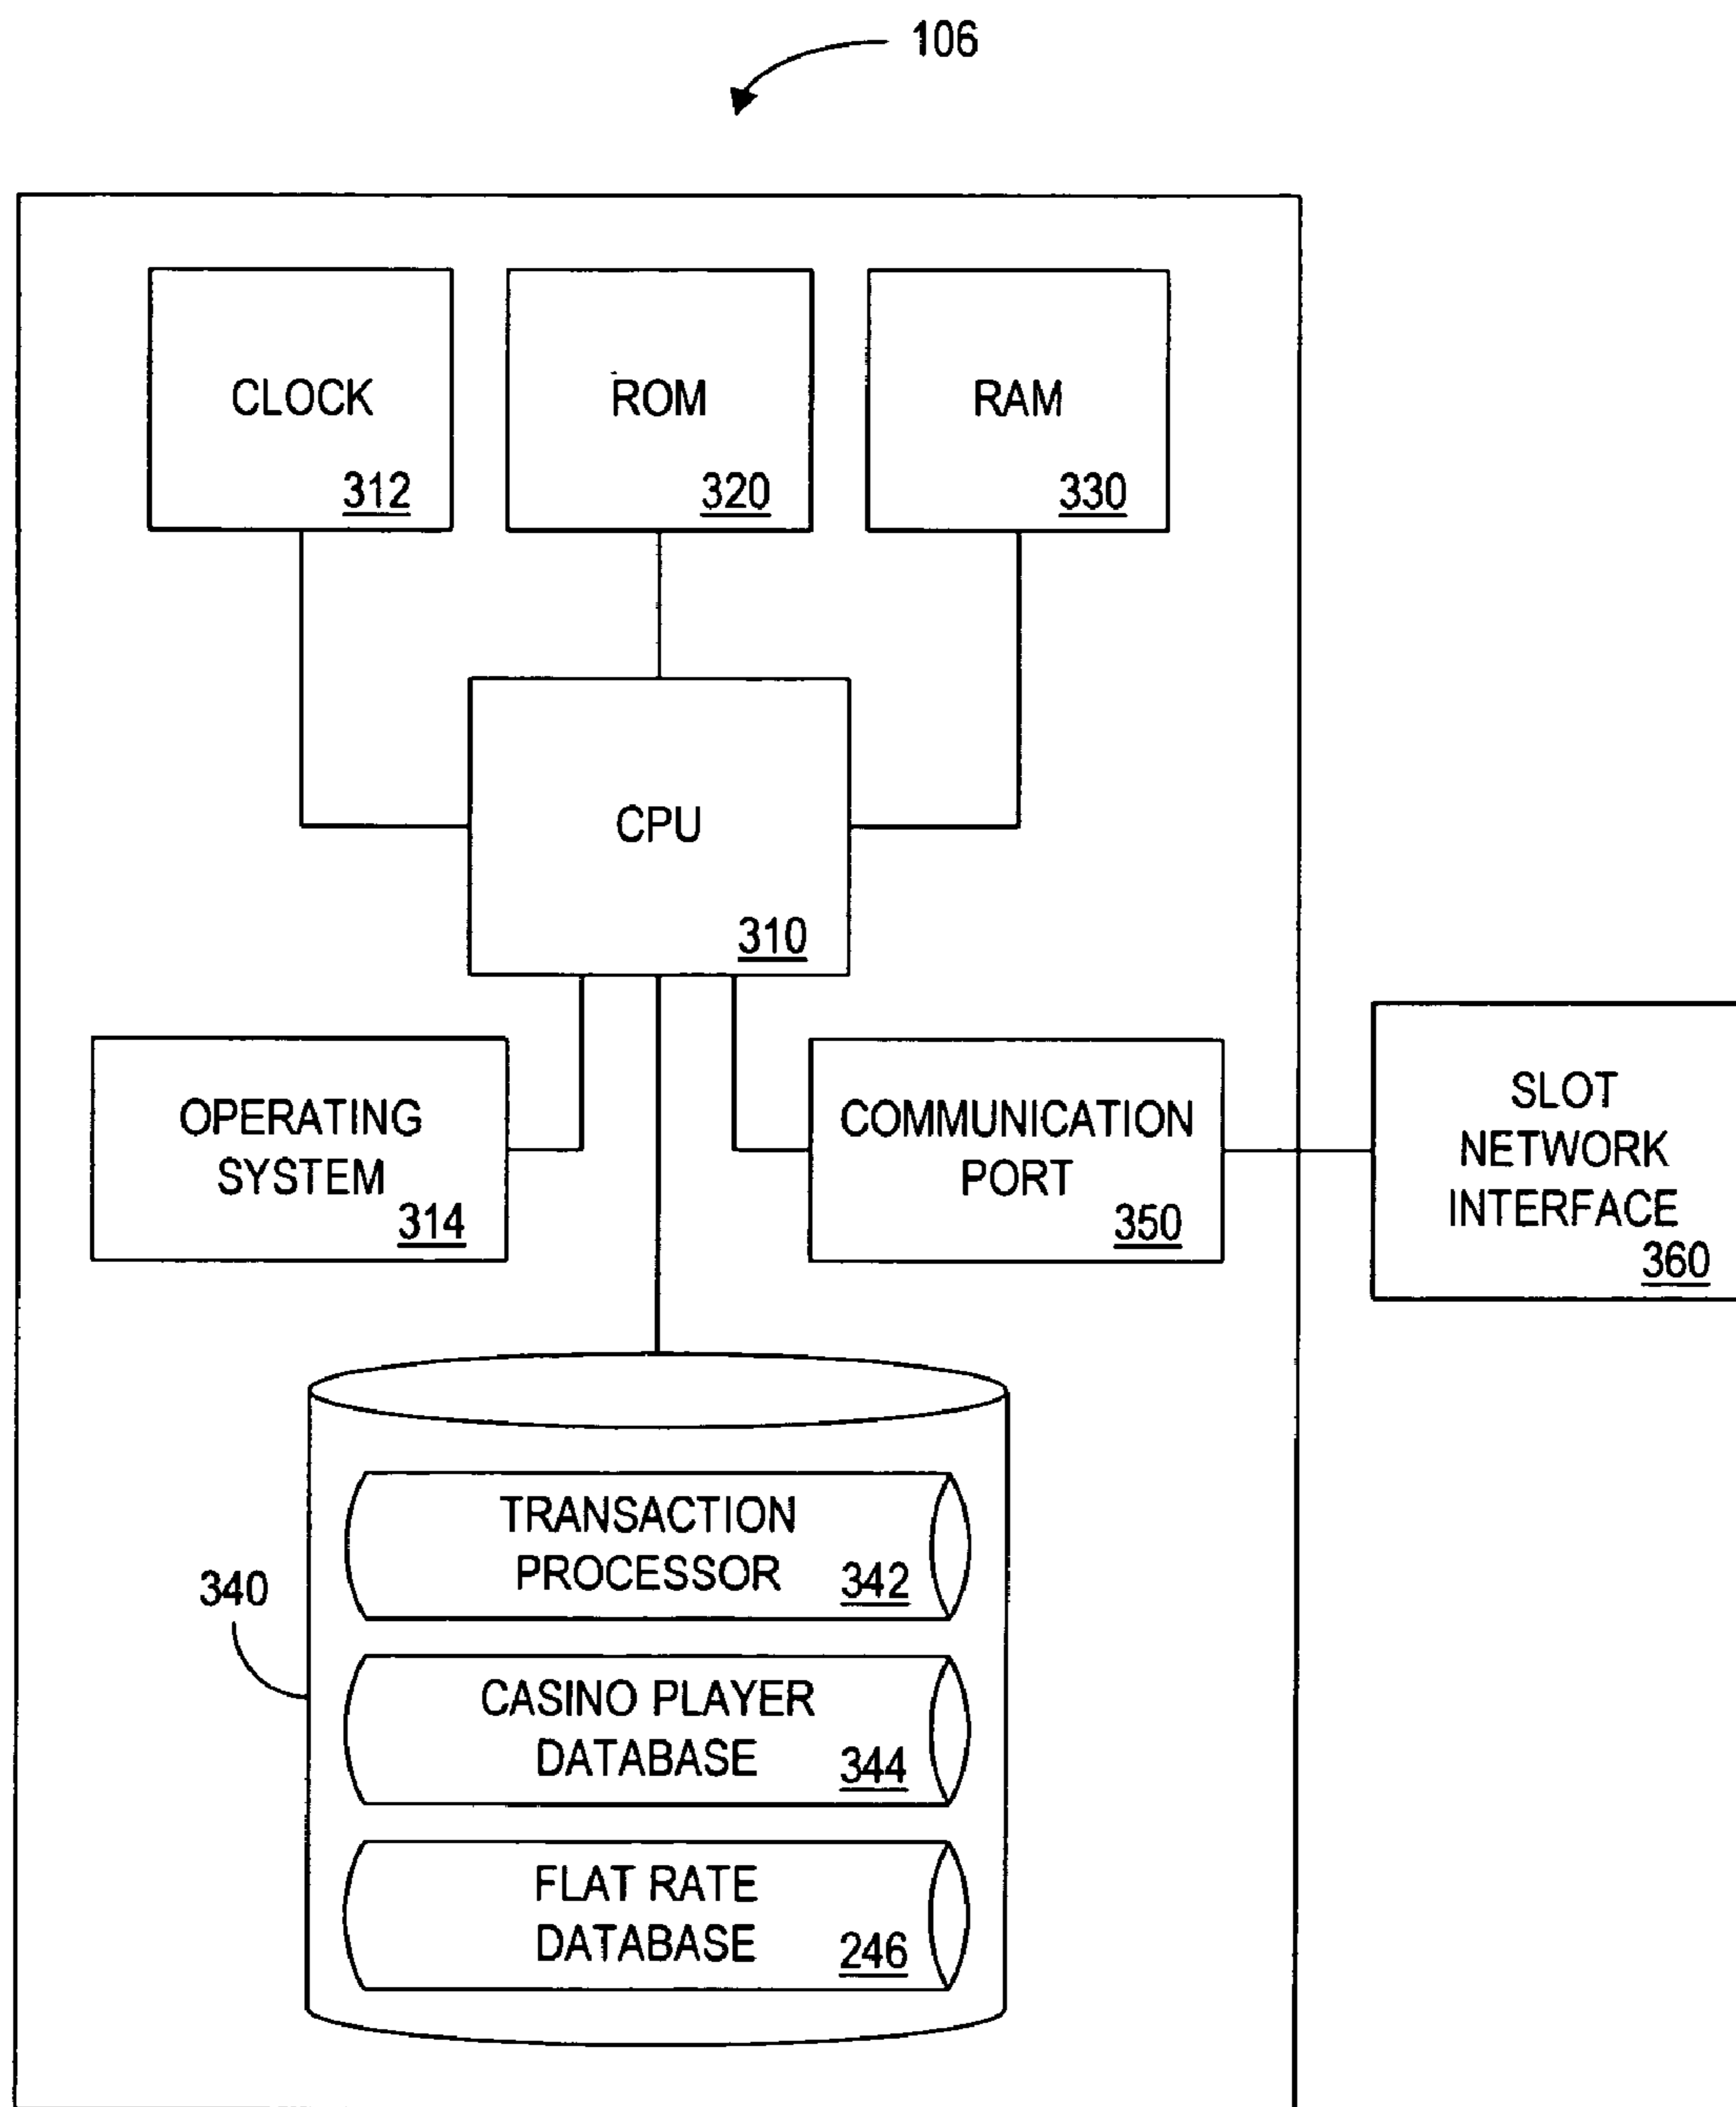 106
CLOCK
312
ROM
320
RAM
330
CPU
310
OPERATING
SYSTEM
314
COMMUNICATION
PORT
350
SLOT
NETWORK
INTERFACE
360
340
TRANSACTION
PROCESSOR
342
CASINO PLAYER
DATABASE
344
FLAT RATE
DATABASE
246